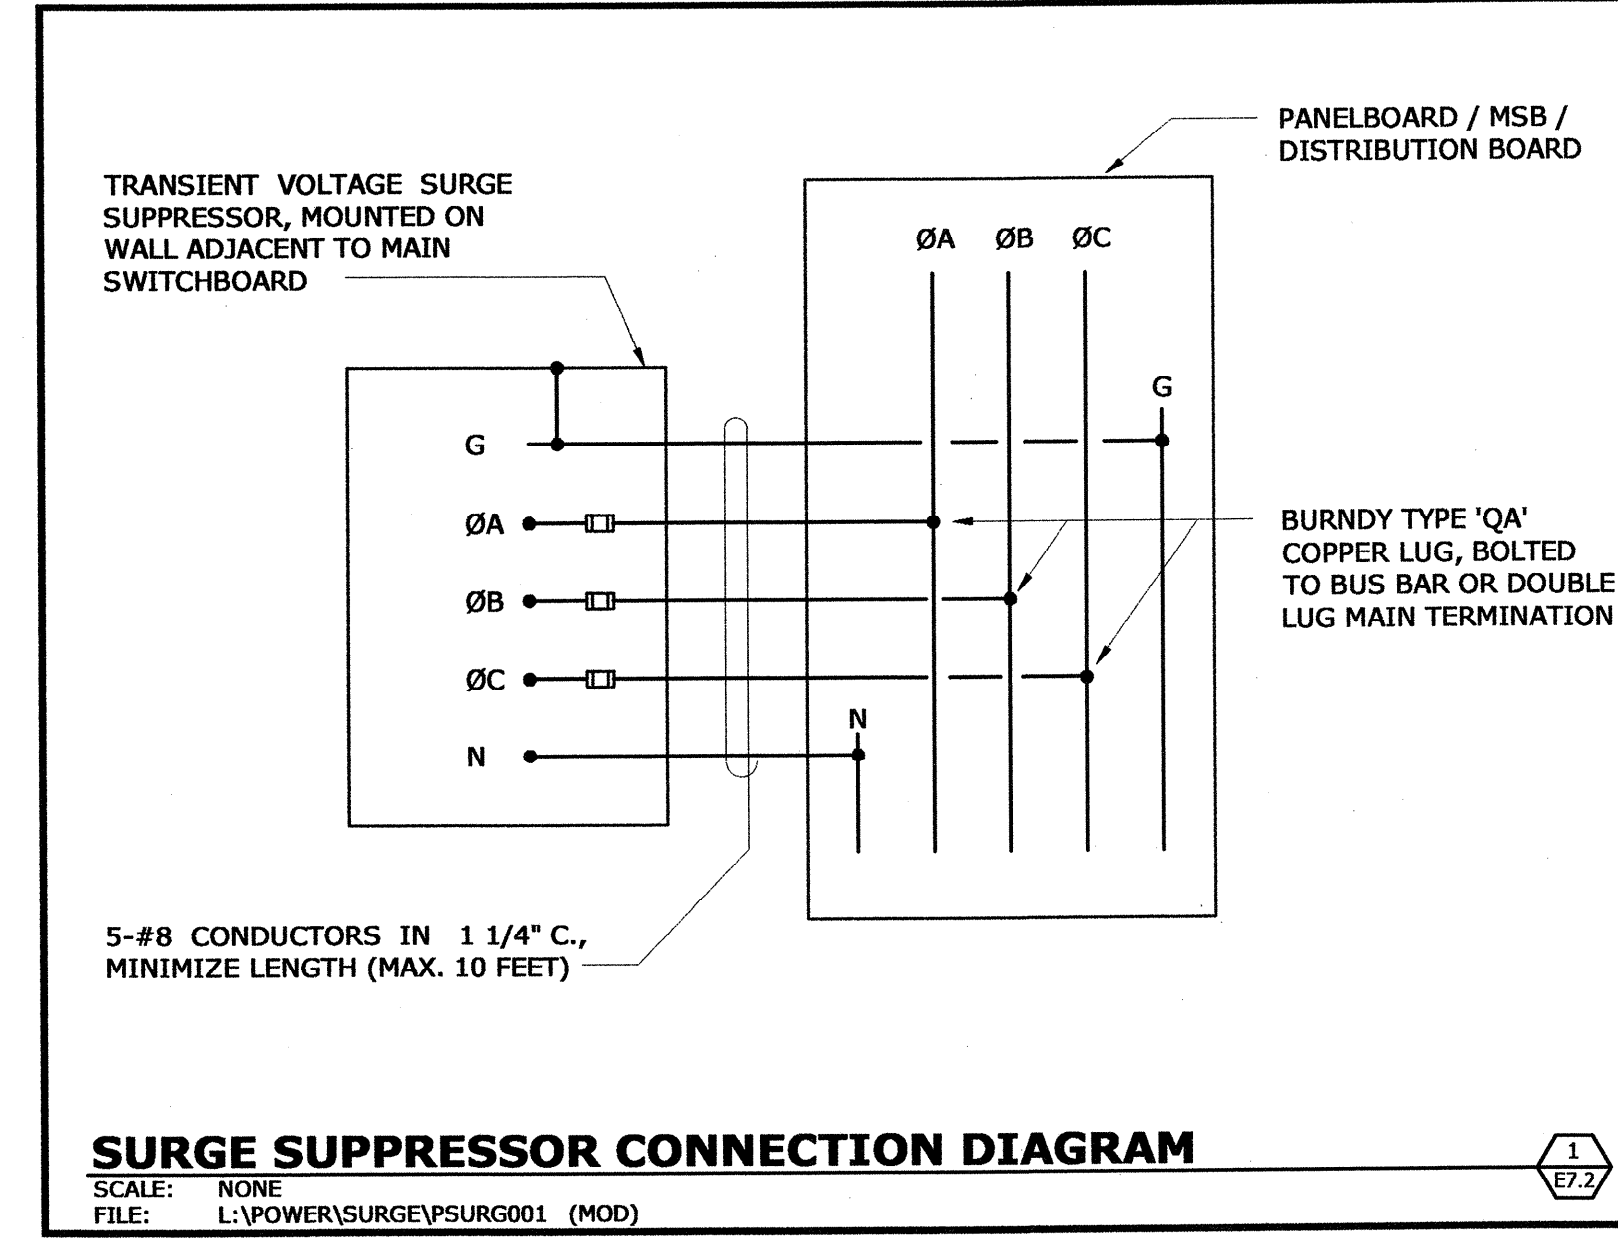 PANELBOARD / MSB /
DISTRIBUTION BOARD
TRANSIENT VOLTAGE SURGE
SUPPRESSOR, MOUNTED ON
WALL ADJACENT TO MAIN
SWITCHBOARD
ØA ØB ØC
G
G
ØA
ØB
ØC
N
N
BURNDY TYPE 'QA'
COPPER LUG, BOLTED
TO BUS BAR OR DOUBLE
LUG MAIN TERMINATION
5-#8 CONDUCTORS IN 1 1/4" C.,
MINIMIZE LENGTH (MAX. 10 FEET)
SURGE SUPPRESSOR CONNECTION DIAGRAM
SCALE: NONE
FILE: L:\POWER\SURGE\PSURG001 (MOD)
1
E7.2